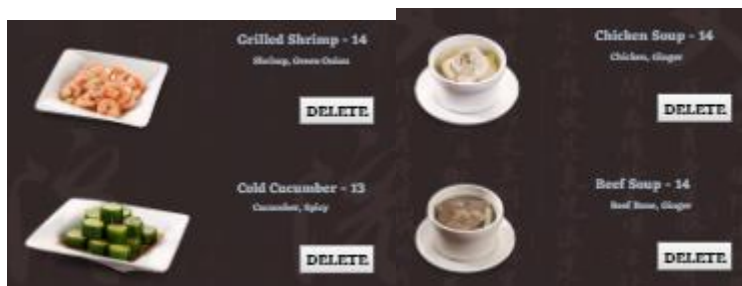 Grilled Shrimp - 14
Shrimp, Green Onion
DELETE
Cold Cucumber - 13
Cucumber, Spicy
DELETE
Chicken Soup - 14
Chicken, Ginger
DELETE
Beef Soup - 14
Beef Bone, Ginger
DELETE